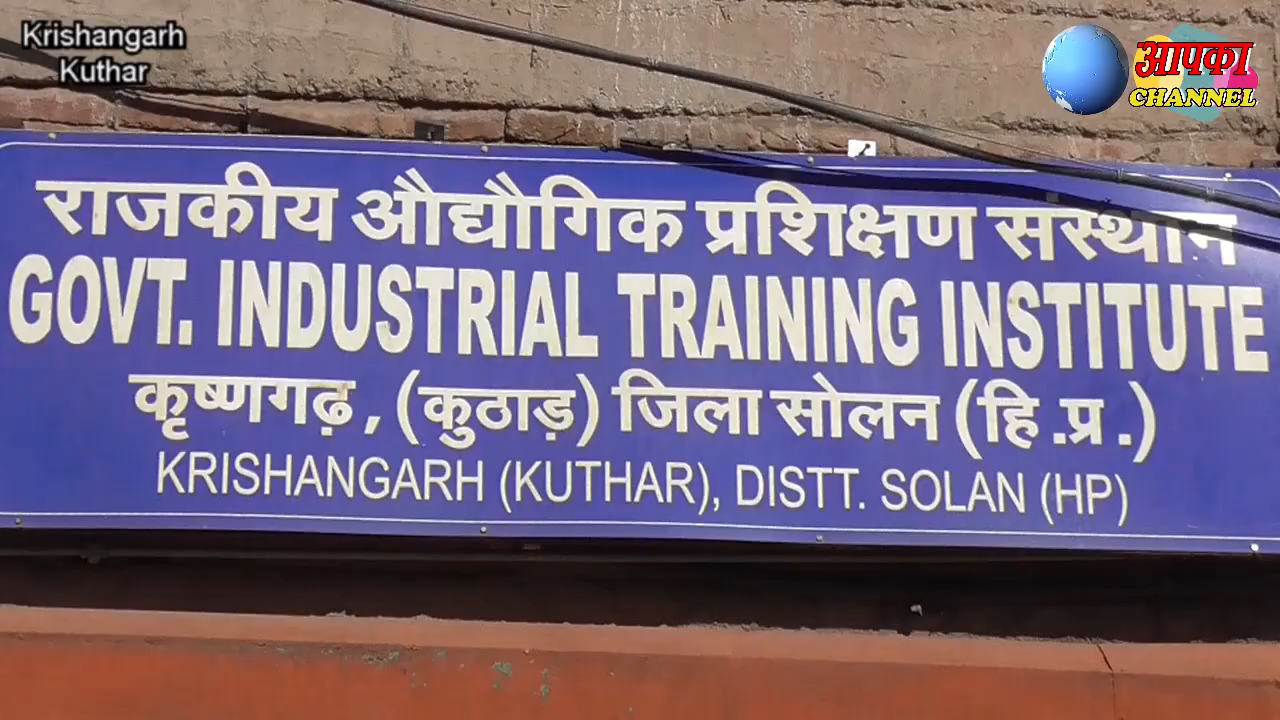 Krishangarh
Kuthar
आपका
CHANNEL
राजकीय औद्यौगिक प्रशिक्षण संस्थान
GOVT. INDUSTRIAL TRAINING INSTITUTE
कृष्णगढ़, (कुठाड़) जिला सोलन (हि.प्र.)
KRISHANGARH (KUTHAR), DISTT. SOLAN (HP)